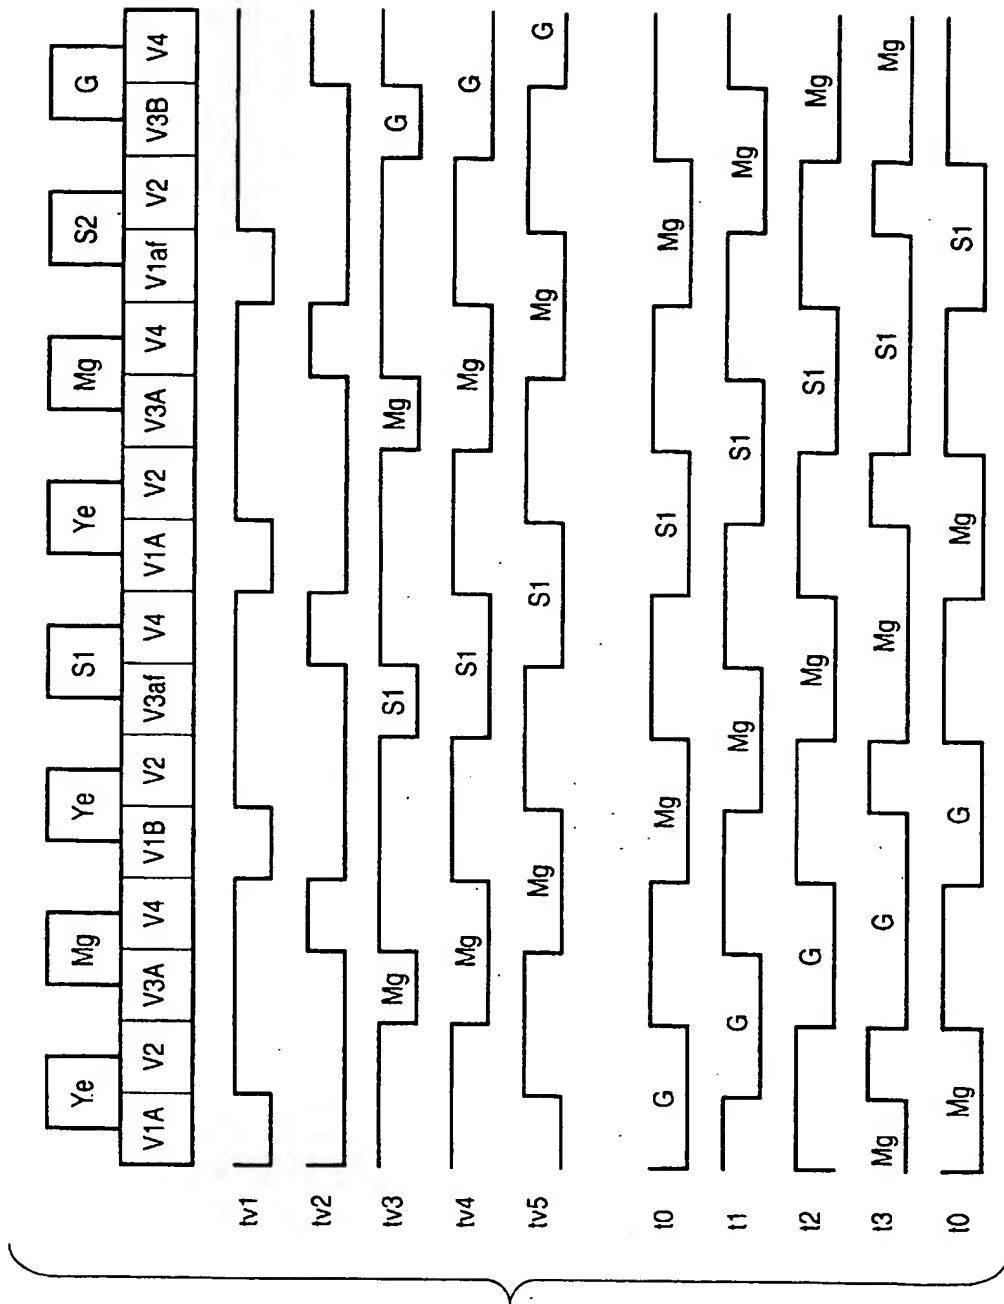 Ye Mg Ye S1 Ye Mg S2 G
V1A V2 V3A V4 V1B V2 V3af V4 V1A V2 V3A V4 V1af V2 V3B V4
tv1
tv2
tv3 Mg S1 Mg G
tv4 Mg S1 Mg G
tv5 Mg S1 Mg G
t0 G Mg S1 Mg
t1 G Mg S1 Mg
t2 G Mg S1 Mg
t3 Mg G Mg S1 Mg
t0 Mg G Mg S1